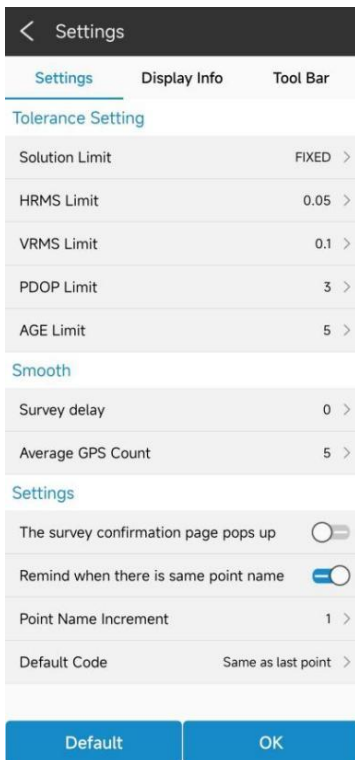 Settings
Settings Display Info Tool Bar
Tolerance Setting
Solution Limit FIXED
HRMS Limit 0.05
VRMS Limit 0.1
PDOP Limit 3
AGE Limit 5
Smooth
Survey delay 0
Average GPS Count 5
Settings
The survey confirmation page pops up
Remind when there is same point name
Point Name Increment 1
Default Code Same as last point
Default OK